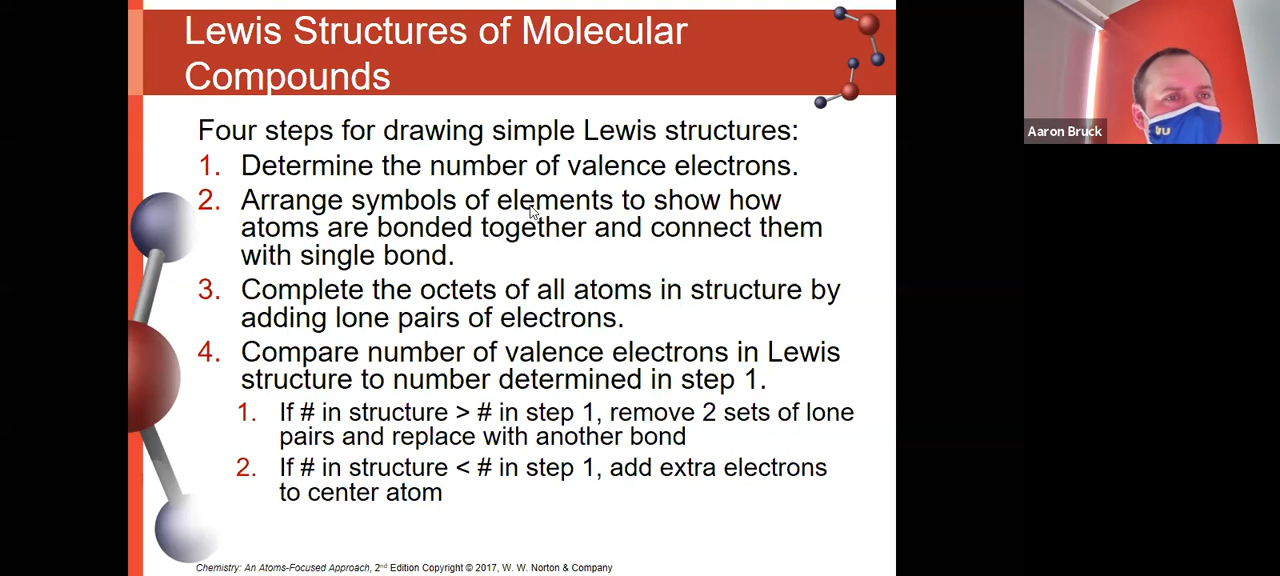 Lewis Structures of Molecular
Compounds
Four steps for drawing simple Lewis structures:
1. Determine the number of valence electrons.
2. Arrange symbols of elements to show how
atoms are bonded together and connect them
with single bond.
3. Complete the octets of all atoms in structure by
adding lone pairs of electrons.
4. Compare number of valence electrons in Lewis
structure to number determined in step 1.
1. If # in structure > # in step 1, remove 2 sets of lone
pairs and replace with another bond
2. If # in structure < # in step 1, add extra electrons
to center atom
Chemistry: An Atoms-Focused Approach, 2nd Edition Copyright © 2017, W. W. Norton & Company
Aaron Bruck